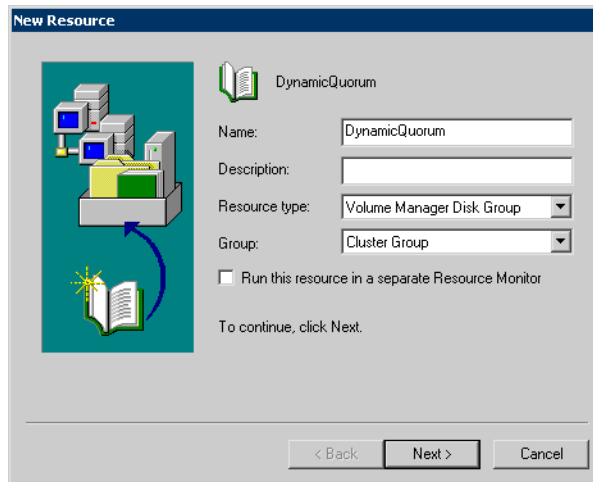 New Resource
DynamicQuorum
Name: DynamicQuorum
Description:
Resource type: Volume Manager Disk Group
Group: Cluster Group
Run this resource in a separate Resource Monitor
To continue, click Next.
< Back Next > Cancel